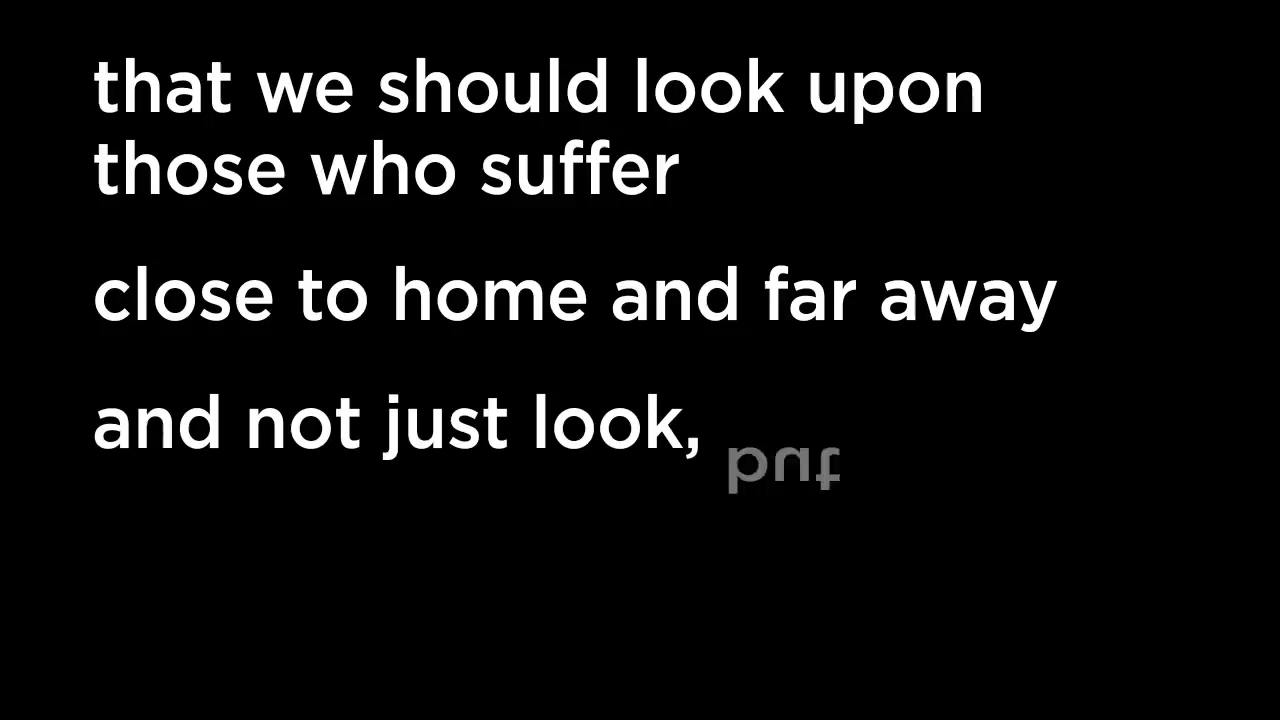 that we should look upon
those who suffer
close to home and far away
and not just look, but